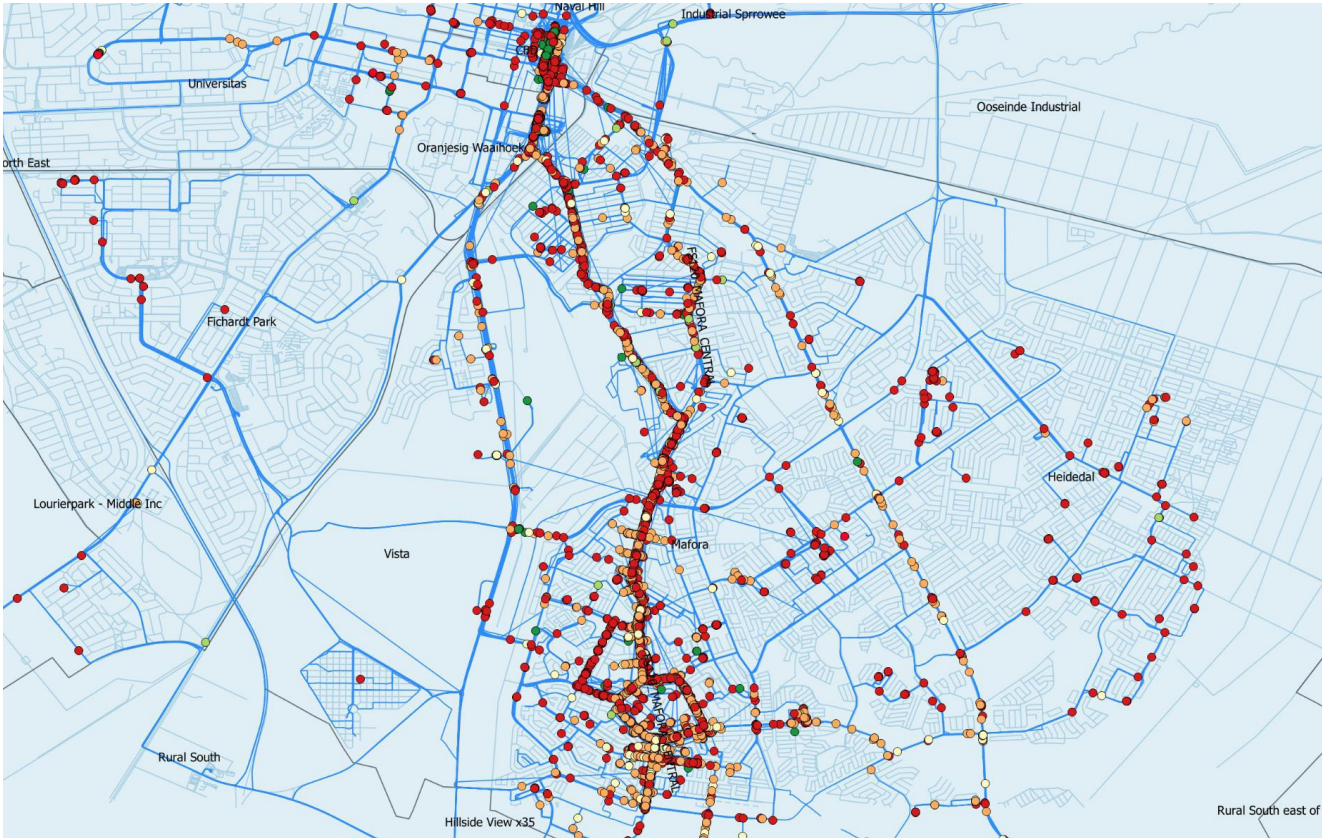 Naval Hill
Industrial Sprrowee
CBD
Universitas
Ooseinde Industrial
Oranjesig Waaihoek
orth East
Fichardt Park
Heidedal
Lourierpark - Middle Inc
Mafora
Vista
Rural South
Hillside View x35
Rural South east of